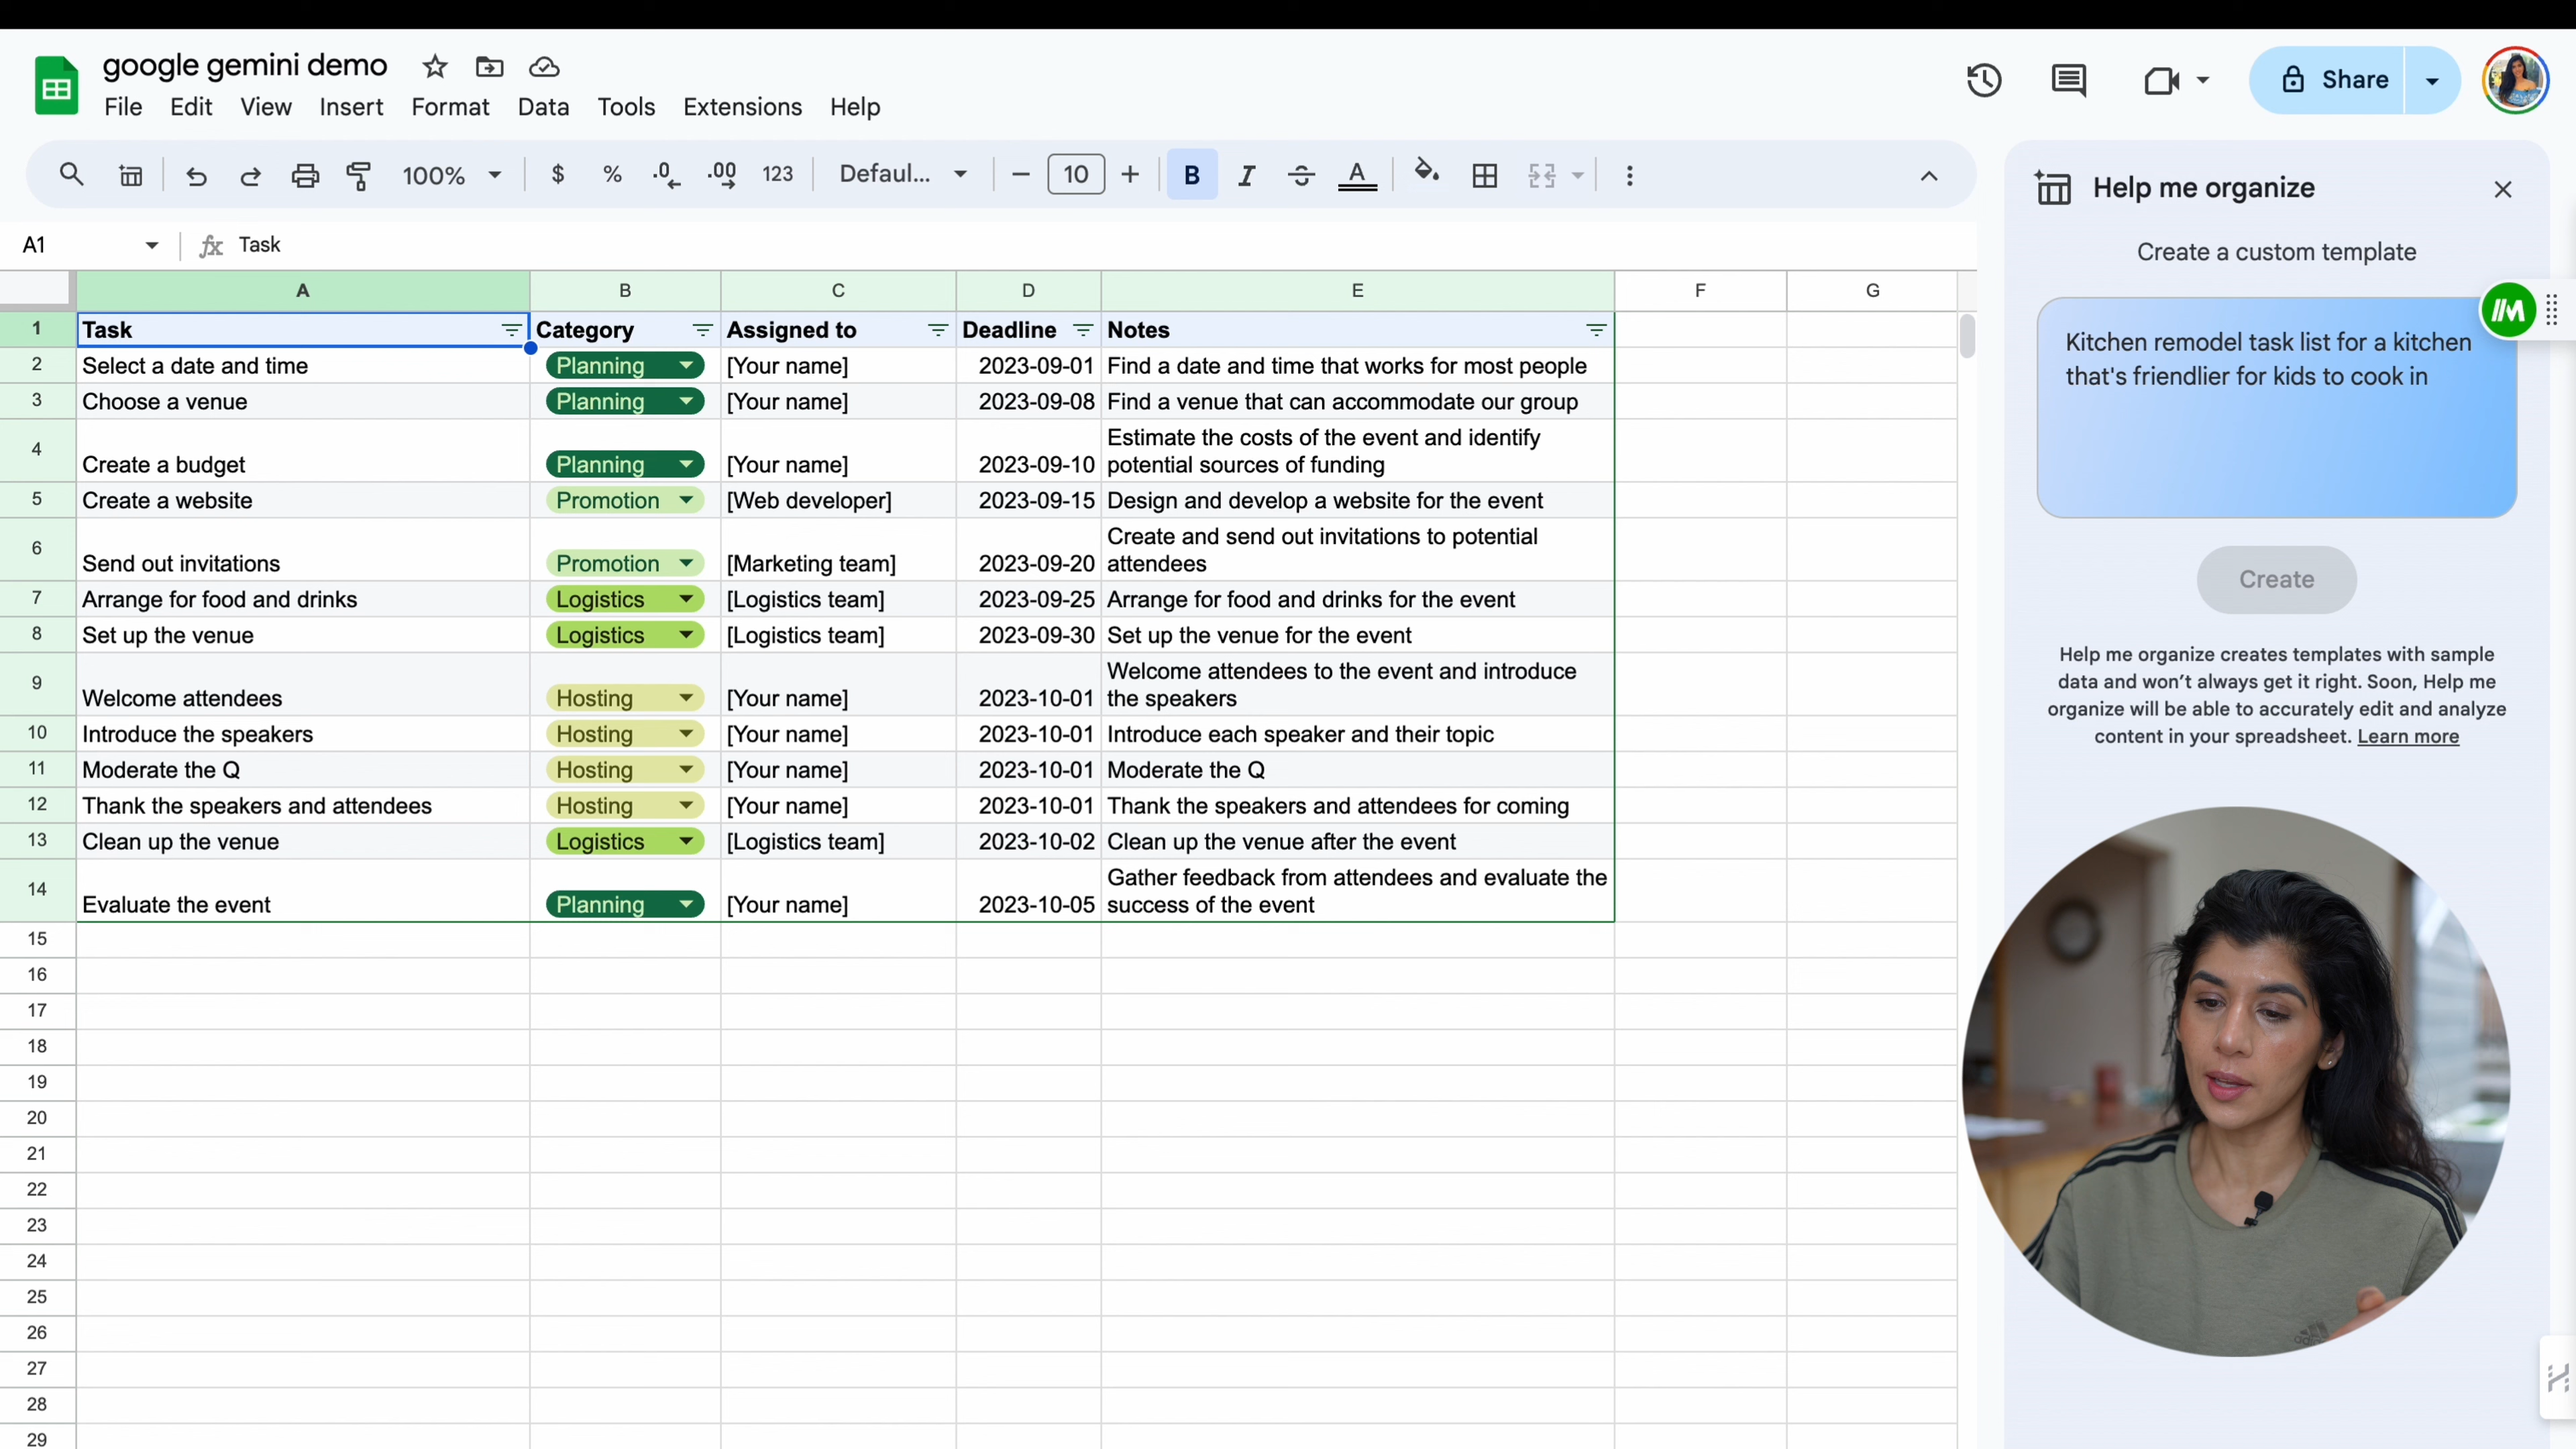 google gemini demo
File Edit View Insert Format Data Tools Extensions Help
Share
100% $ % .0 .00 123 Defaul... 10 B I S A
A1 fx Task
A B C D E F G
1 Task Category Assigned to Deadline Notes
2 Select a date and time Planning [Your name] 2023-09-01 Find a date and time that works for most people
3 Choose a venue Planning [Your name] 2023-09-08 Find a venue that can accommodate our group
4 Create a budget Planning [Your name] 2023-09-10 Estimate the costs of the event and identify
potential sources of funding
5 Create a website Promotion [Web developer] 2023-09-15 Design and develop a website for the event
6 Send out invitations Promotion [Marketing team] 2023-09-20 Create and send out invitations to potential
attendees
7 Arrange for food and drinks Logistics [Logistics team] 2023-09-25 Arrange for food and drinks for the event
8 Set up the venue Logistics [Logistics team] 2023-09-30 Set up the venue for the event
9 Welcome attendees Hosting [Your name] 2023-10-01 Welcome attendees to the event and introduce
the speakers
10 Introduce the speakers Hosting [Your name] 2023-10-01 Introduce each speaker and their topic
11 Moderate the Q Hosting [Your name] 2023-10-01 Moderate the Q
12 Thank the speakers and attendees Hosting [Your name] 2023-10-01 Thank the speakers and attendees for coming
13 Clean up the venue Logistics [Logistics team] 2023-10-02 Clean up the venue after the event
14 Evaluate the event Planning [Your name] 2023-10-05 Gather feedback from attendees and evaluate the
success of the event
15
16
17
18
19
20
21
22
23
24
25
26
27
28
29
Help me organize
Create a custom template
Kitchen remodel task list for a kitchen
that's friendlier for kids to cook in
Create
Help me organize creates templates with sample
data and won't always get it right. Soon, Help me
organize will be able to accurately edit and analyze
content in your spreadsheet. Learn more
adidas